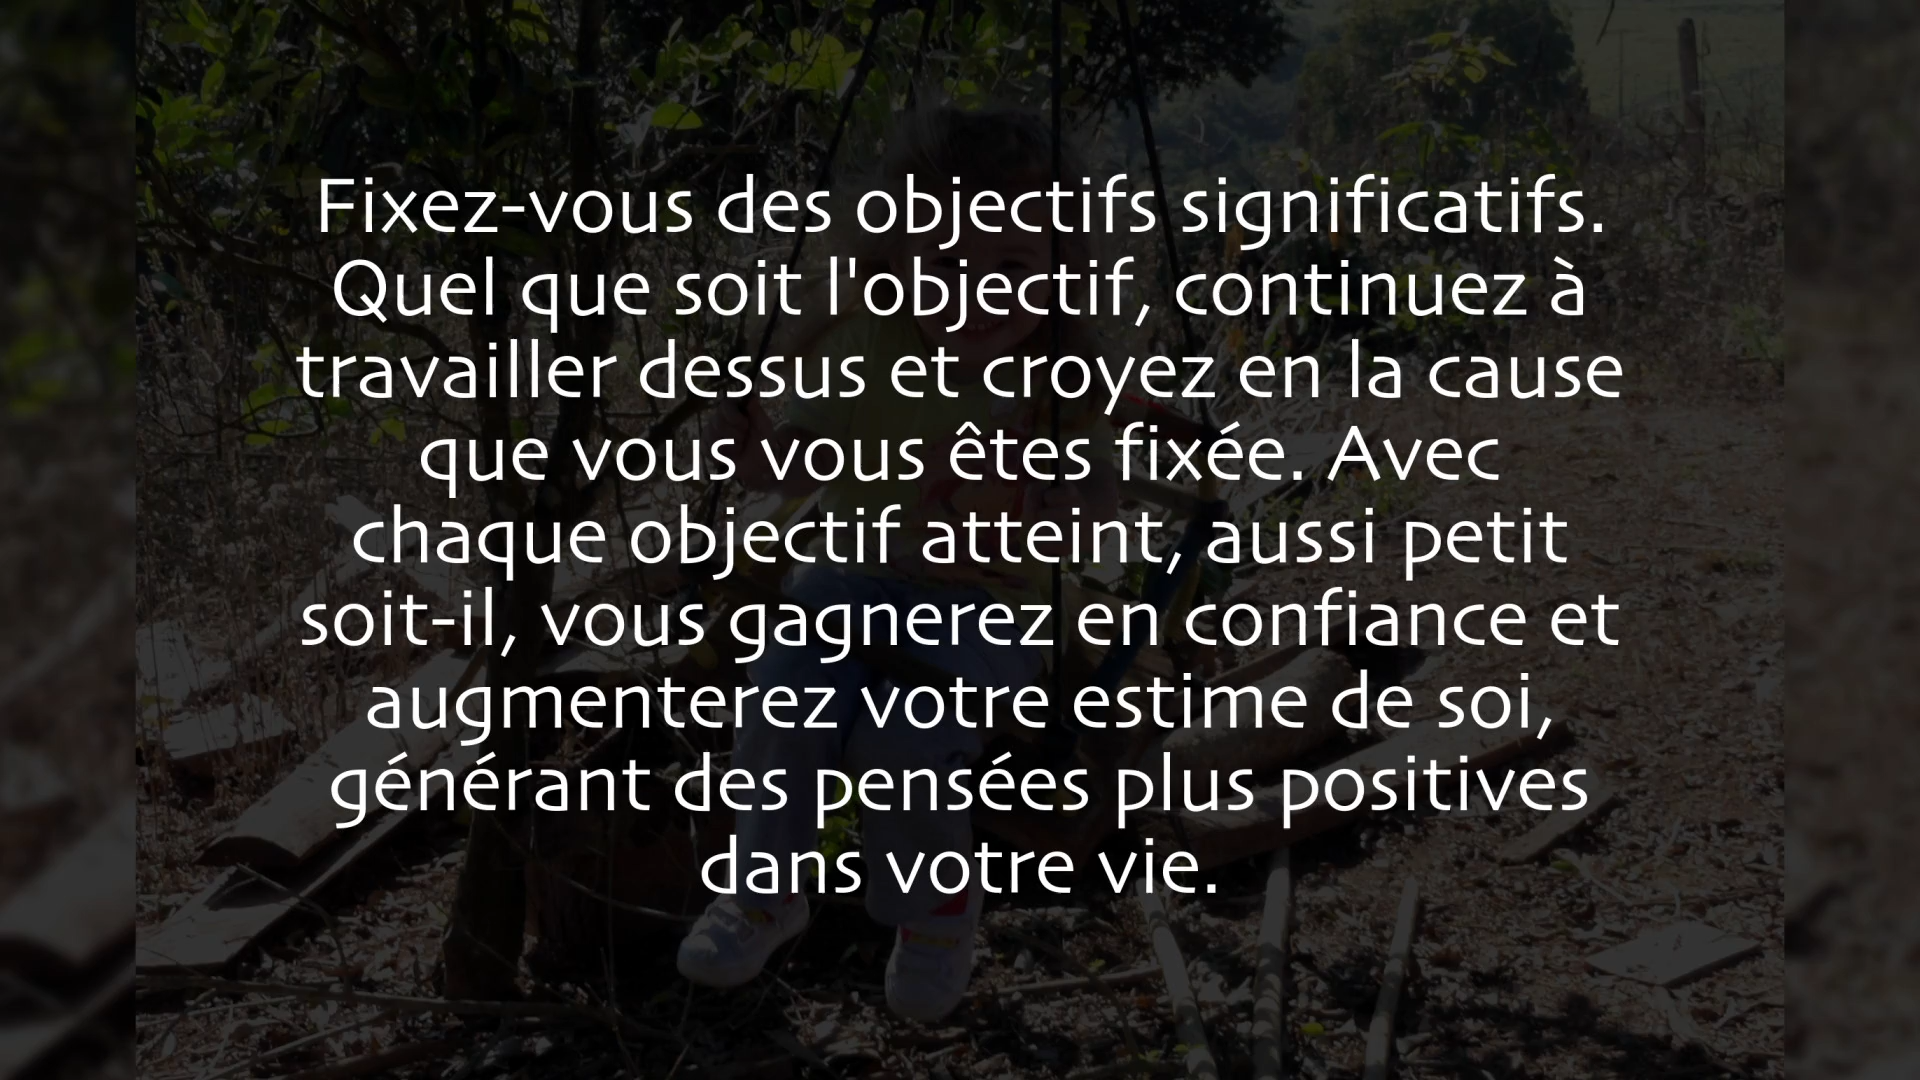 Fixez-vous des objectifs significatifs.
Quel que soit l'objectif, continuez à
travailler dessus et croyez en la cause
que vous vous êtes fixée. Avec
chaque objectif atteint, aussi petit
soit-il, vous gagnerez en confiance et
augmenterez votre estime de soi,
générant des pensées plus positives
dans votre vie.